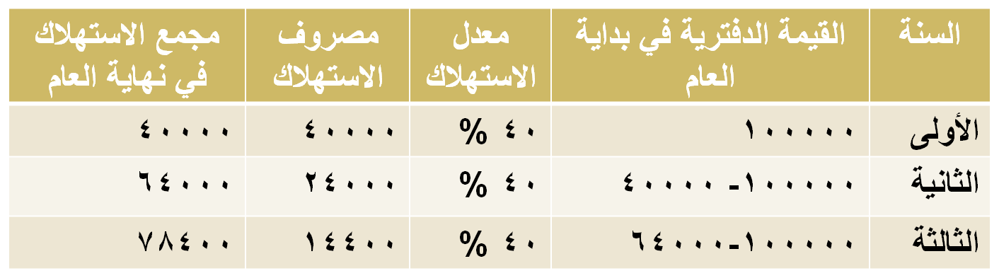 السنة
القيمة الدفترية في بداية
العام
معدل
الاستهلاك
مصروف
الاستهلاك
مجمع الاستهلاك
في نهاية العام
الأولى
١٠٠٠٠٠
٤٠ %
٤٠٠٠٠
٤٠٠٠٠
الثانية
١٠٠٠٠٠- ٤٠٠٠٠
٤٠ %
٢٤٠٠٠
٦٤٠٠٠
الثالثة
١٠٠٠٠٠-٦٤٠٠٠
٤٠ %
١٤٤٠٠
٧٨٤٠٠